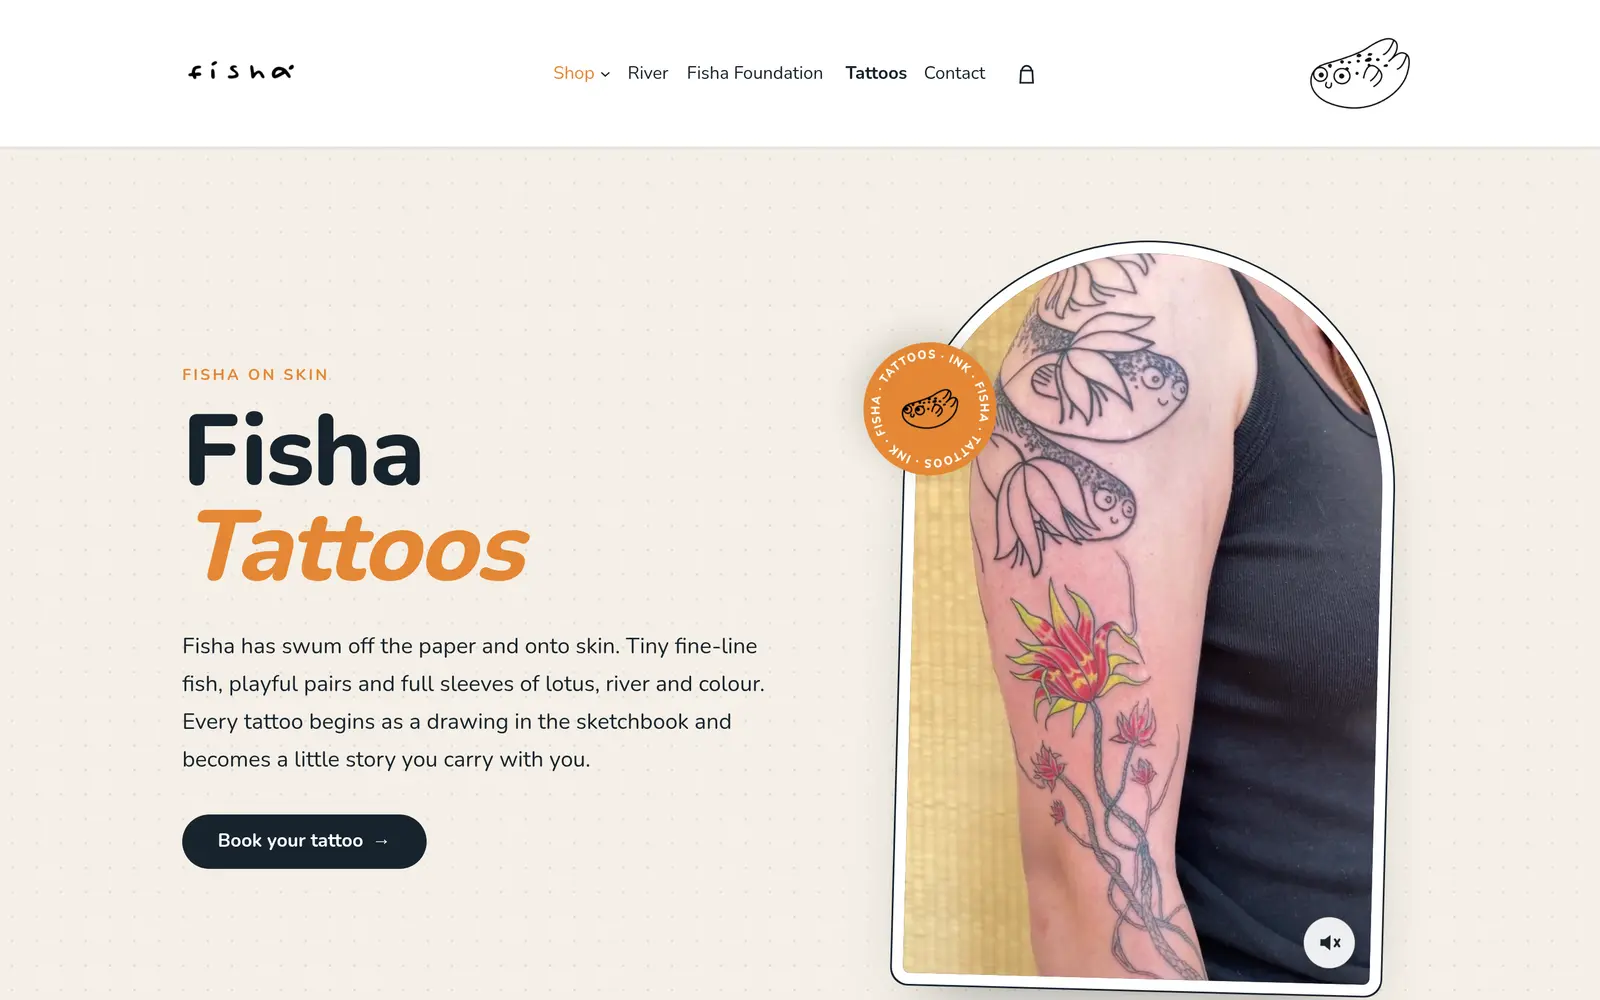 fisha
Shop River Fisha Foundation Tattoos Contact
FISHA ON SKIN
Fisha
Tattoos
Fisha has swum off the paper and onto skin. Tiny fine-line
fish, playful pairs and full sleeves of lotus, river and colour.
Every tattoo begins as a drawing in the sketchbook and
becomes a little story you carry with you.
Book your tattoo →
FISHA · TATTOOS · INK · FISHA · TATTOOS · INK ·